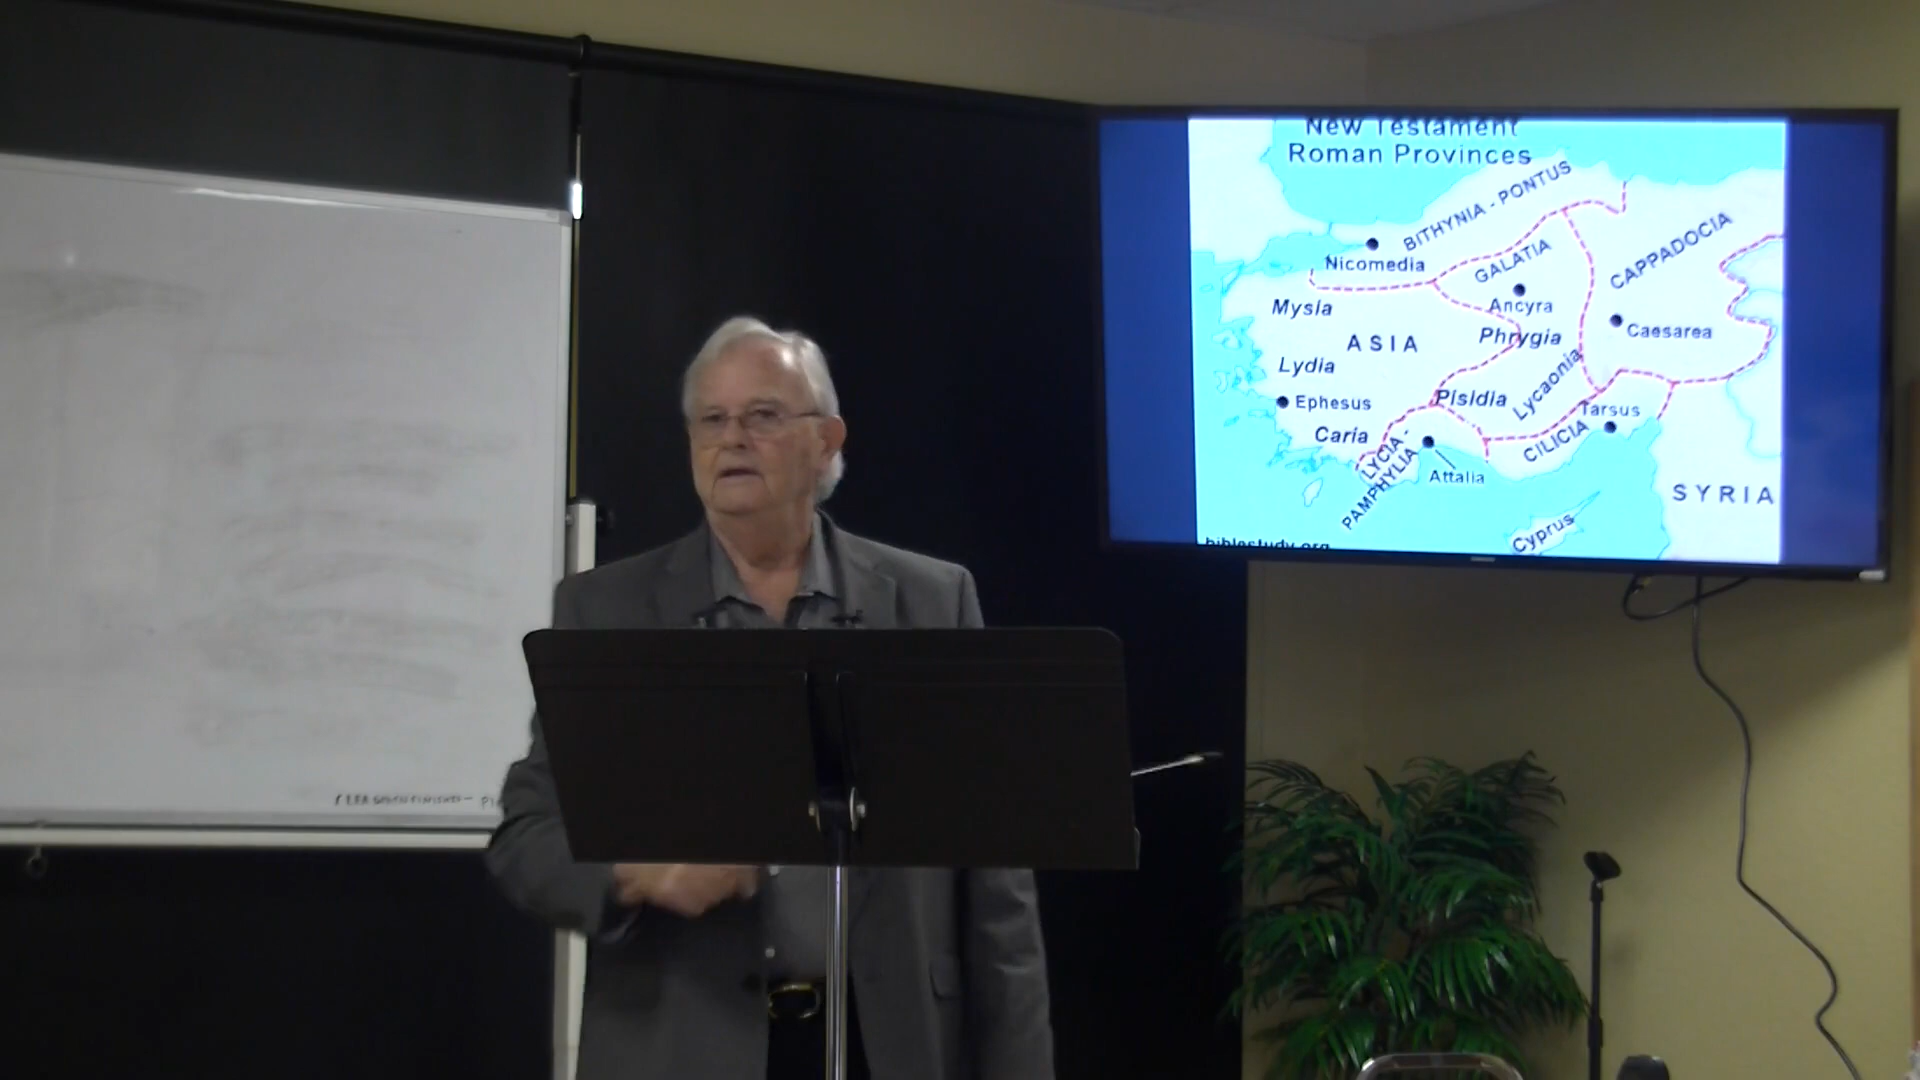 New Testament
Roman Provinces
BITHYNIA - PONTUS
Nicomedia
GALATIA
CAPPADOCIA
Ancyra
Mysia
ASIA
Phrygia
Caesarea
Lydia
Lycaonia
Ephesus
Pisidia
Tarsus
Caria
CILICIA
LYCIA -
PAMPHYLIA
Attalia
SYRIA
Cyprus
biblestudy.org